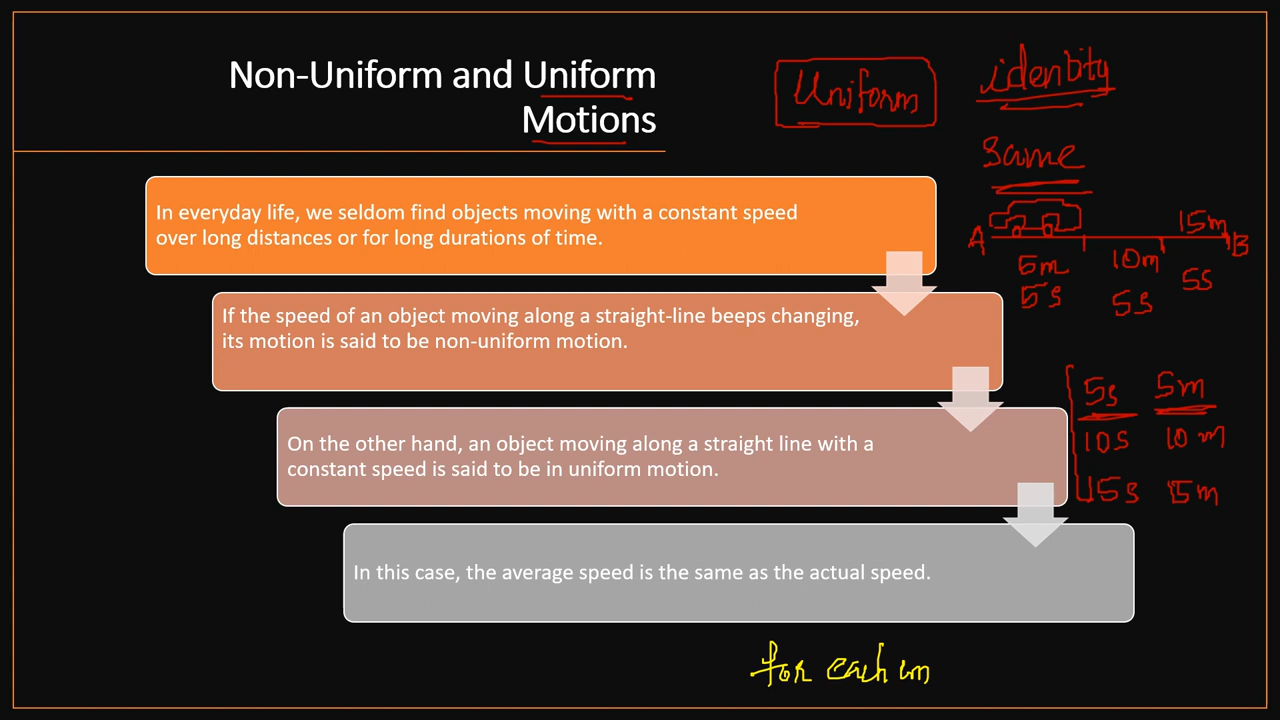 Non-Uniform and Uniform
Motions
Uniform
identity
same
In everyday life, we seldom find objects moving with a constant speed
over long distances or for long durations of time.
A 15m B
5m 10m 5s
5s 5s
If the speed of an object moving along a straight-line beeps changing,
its motion is said to be non-uniform motion.
5s 5m
10s 10m
15s 15m
On the other hand, an object moving along a straight line with a
constant speed is said to be in uniform motion.
In this case, the average speed is the same as the actual speed.
for each